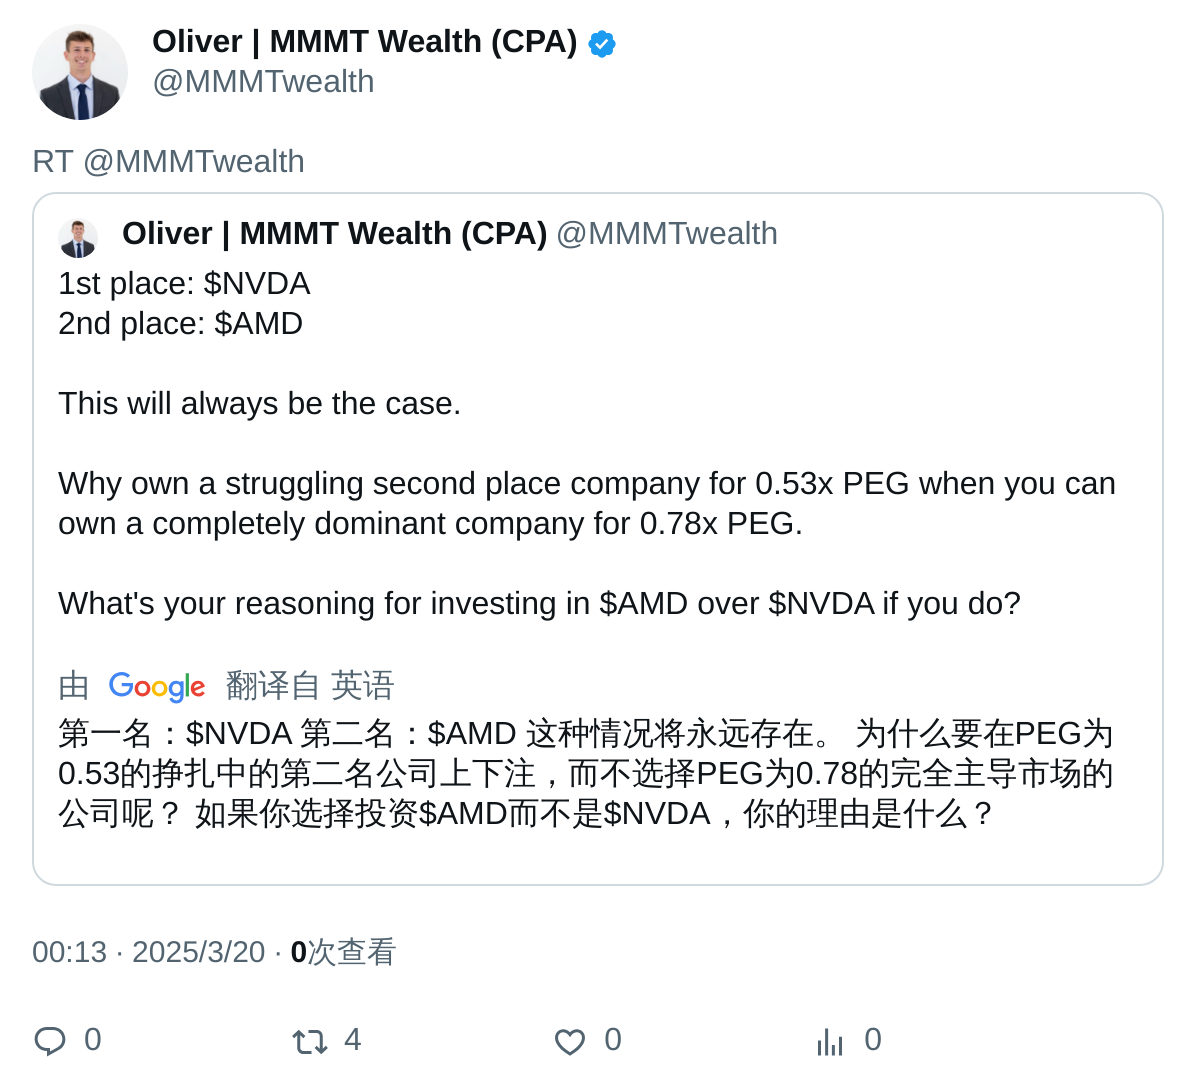 Oliver | MMMT Wealth (CPA)
@MMMTwealth
RT @MMMTwealth
Oliver | MMMT Wealth (CPA) @MMMTwealth
1st place: $NVDA
2nd place: $AMD
This will always be the case.
Why own a struggling second place company for 0.53x PEG when you can
own a completely dominant company for 0.78x PEG.
What's your reasoning for investing in $AMD over $NVDA if you do?
由 Google 翻译自 英语
第一名：$NVDA 第二名：$AMD 这种情况将永远存在。 为什么要在PEG为
0.53的挣扎中的第二名公司上下注，而不选择PEG为0.78的完全主导市场的
公司呢？ 如果你选择投资$AMD而不是$NVDA，你的理由是什么？
00:13 · 2025/3/20 · 0次查看
0 4 0 0